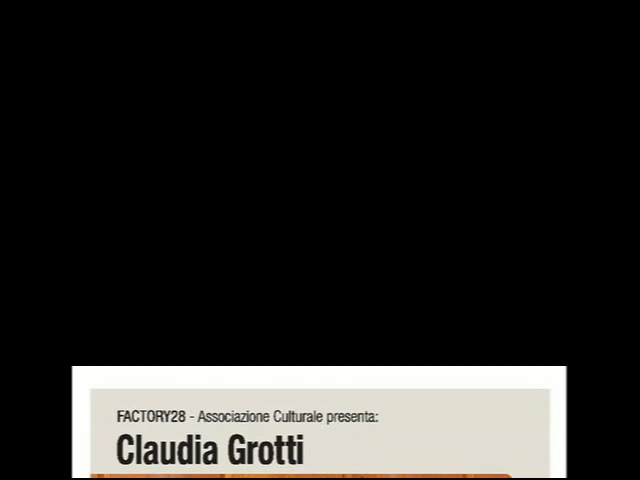 FACTORY28 - Associazione Culturale presenta:
Claudia Grotti